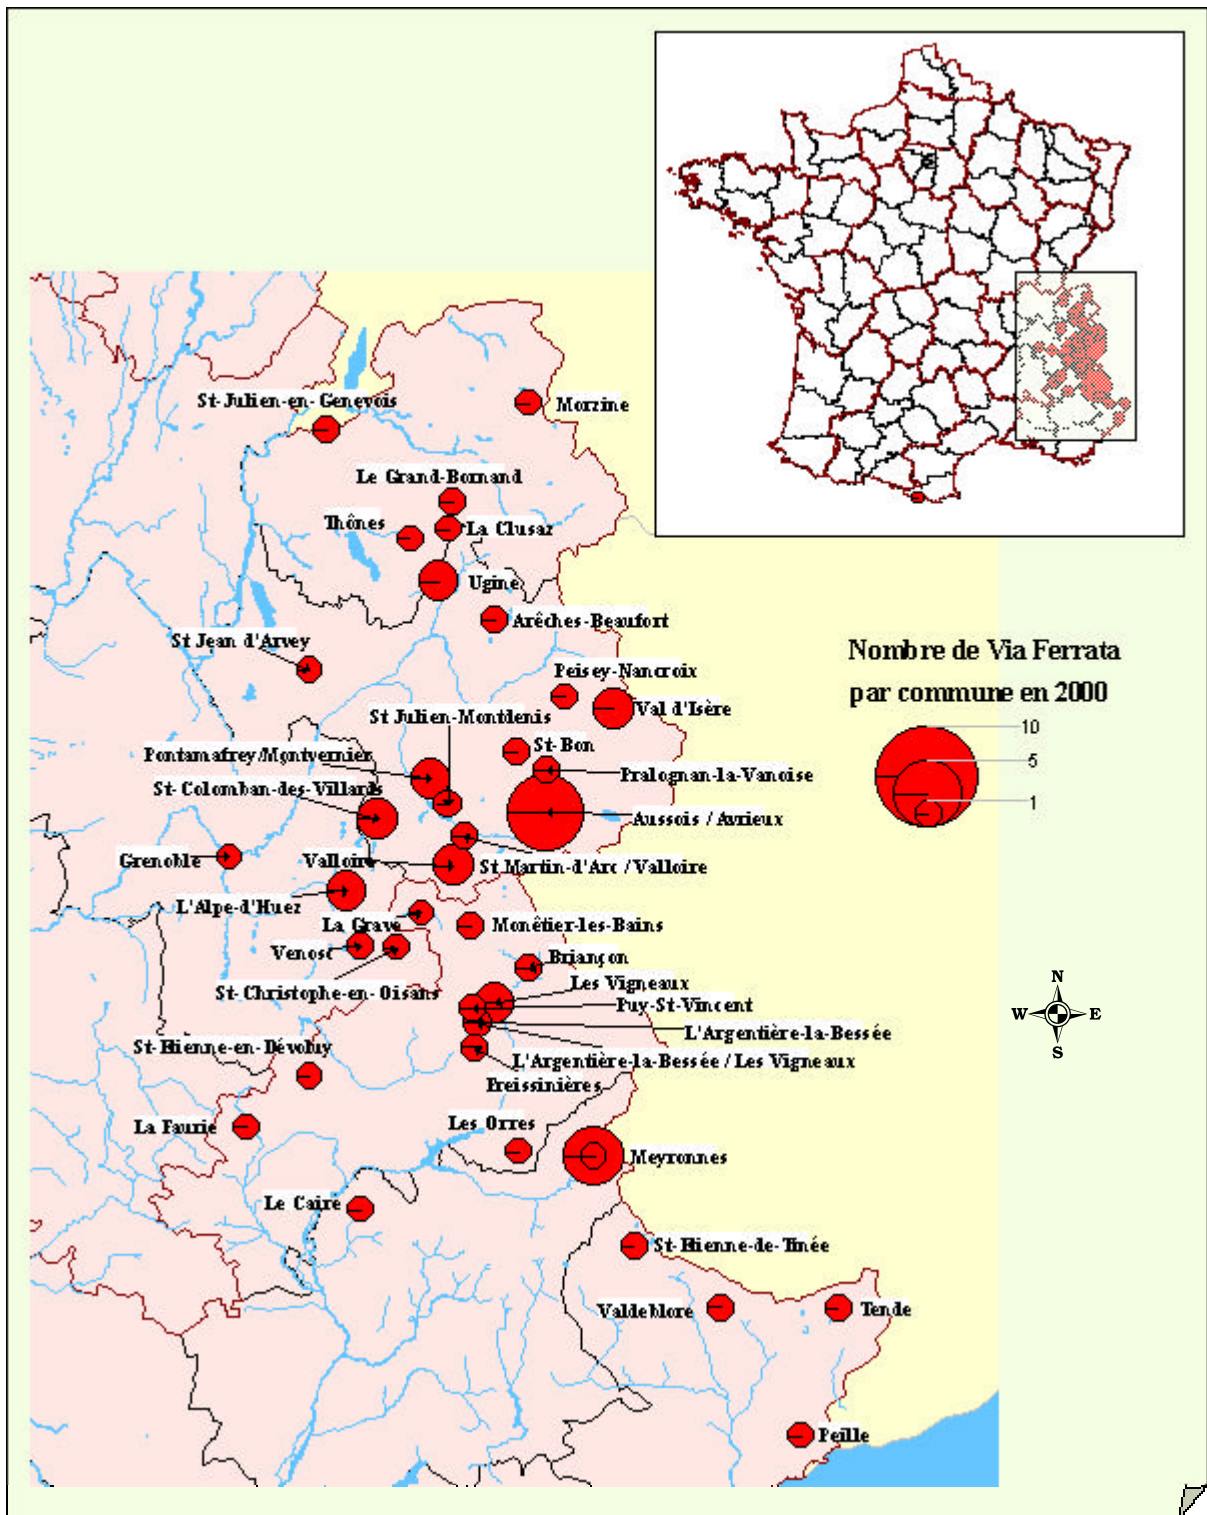 St-Julien-en-Genevois
Morzine
Le Grand-Bornand
Thônes
La Clusaz
Ugine
Arêches-Beaufort
St Jean d'Arvey
Peisey-Nancroix
Val d'Isère
St Julien-Montdenis
St-Bon
Pontamafrey/Montvernier
Pralognan-la-Vanoise
St-Colomban-des-Villards
Aussois / Avrieux
Grenoble
Valloire
St Martin-d'Arc / Valloire
L'Alpe-d'Huez
La Grave
Monêtier-les-Bains
Venosc
Briançon
St-Christophe-en-Oisans
Les Vigneaux
Puy-St-Vincent
L'Argentière-la-Bessée
St-Etienne-en-Dévoluy
L'Argentière-la-Bessée / Les Vigneaux
Freissinières
La Faurie
Les Orres
Meyronnes
Le Caire
St-Etienne-de-Tinée
Valdeblore
Tende
Peille
Nombre de Via Ferrata
par commune en 2000
10
5
1
N
W E
S